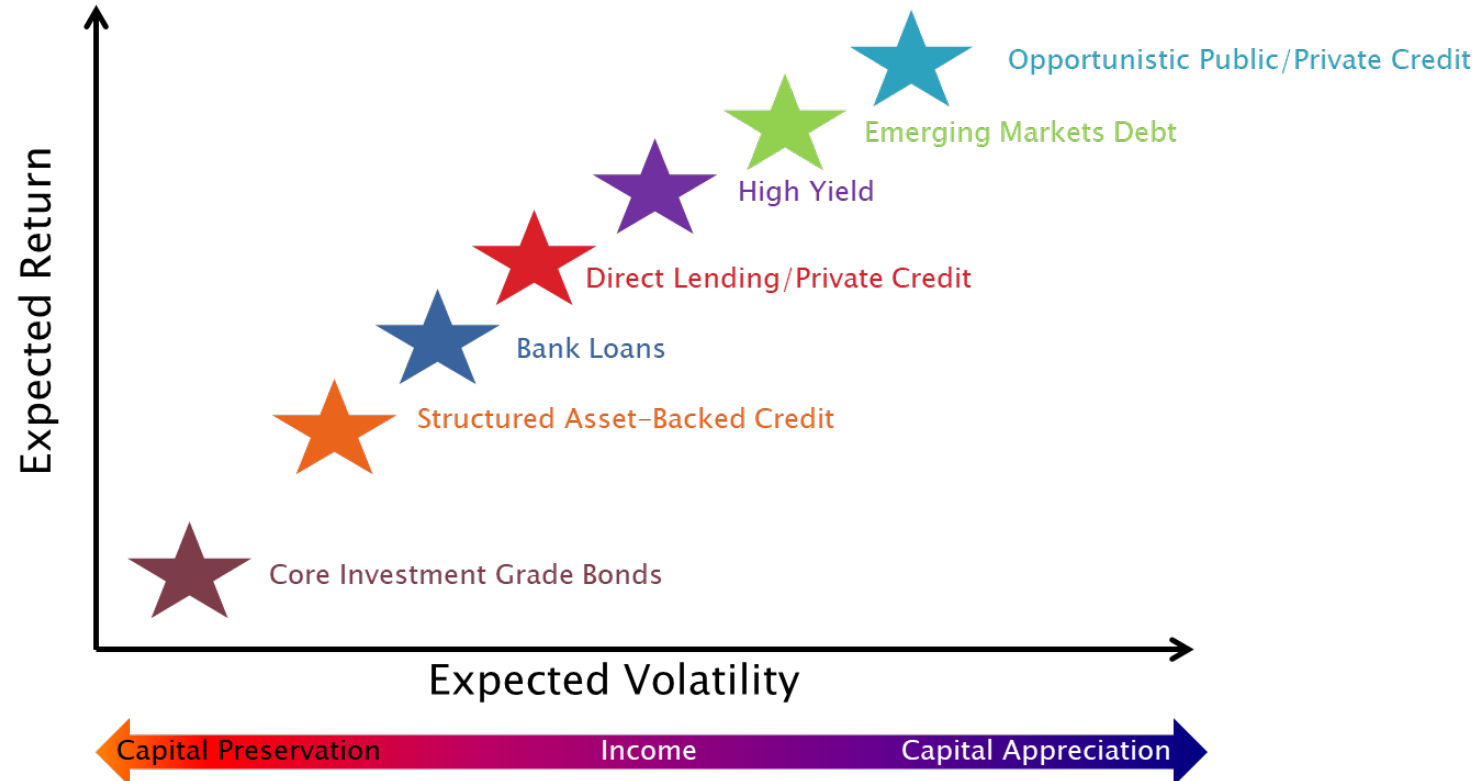 Opportunistic Public/Private Credit
Emerging Markets Debt
High Yield
Direct Lending/Private Credit
Bank Loans
Structured Asset-Backed Credit
Core Investment Grade Bonds
Expected Return
Expected Volatility
Capital Preservation Income Capital Appreciation